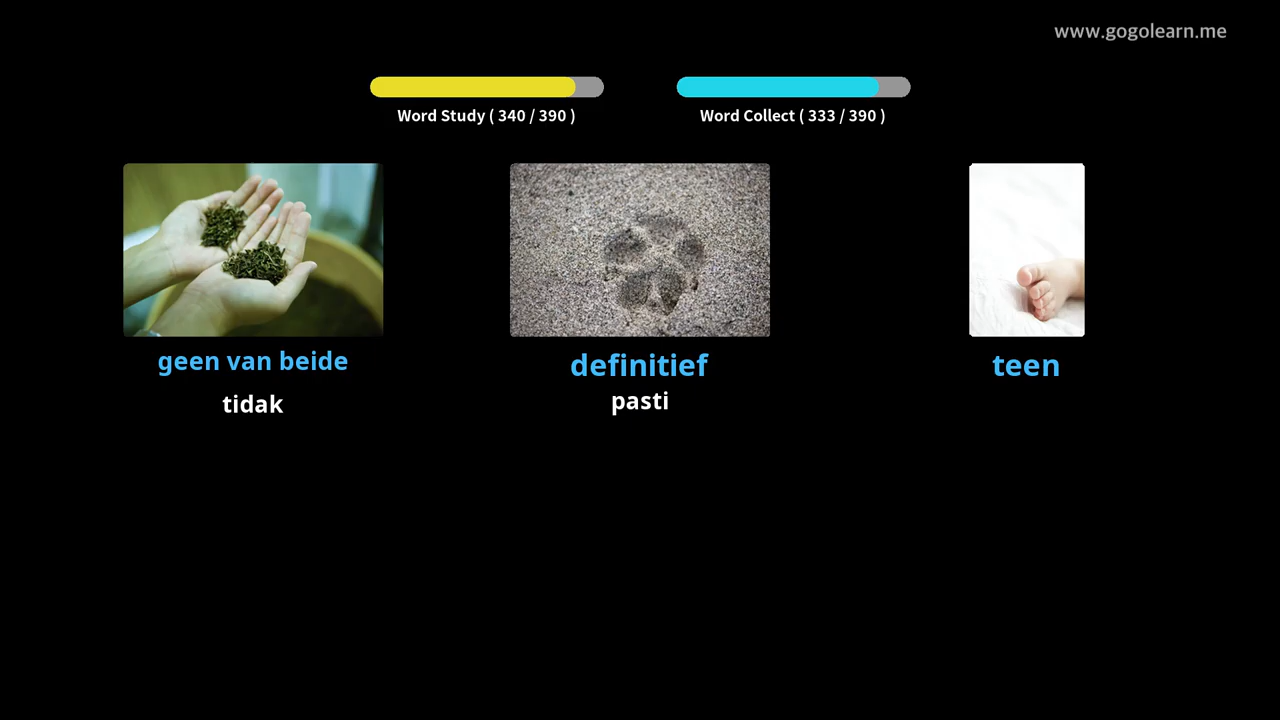 www.gogolearn.me
Word Study ( 340 / 390 )
Word Collect ( 333 / 390 )
geen van beide
tidak
definitief
pasti
teen